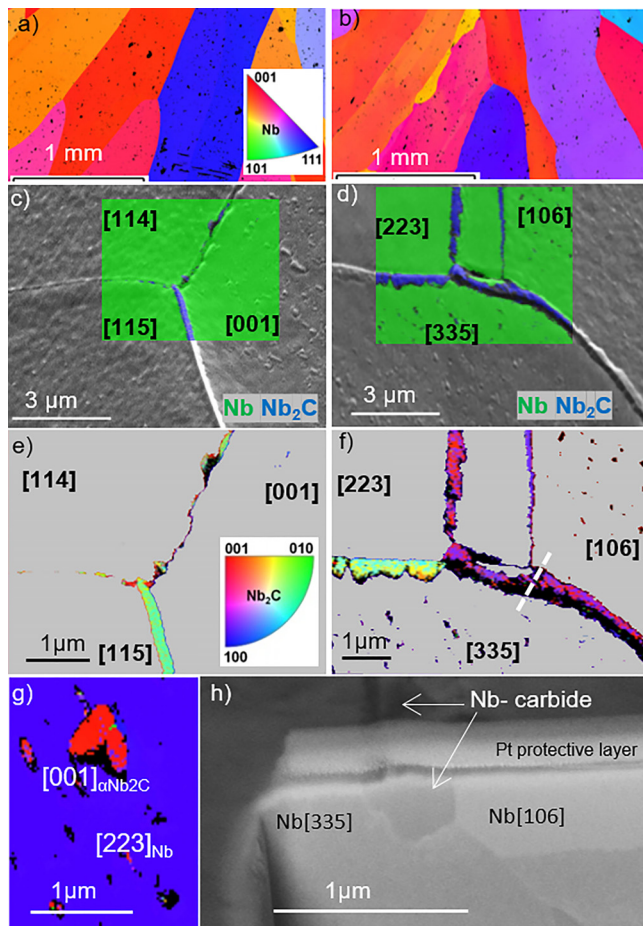 a)
001
Nb
101
111
1 mm
b)
1 mm
c)
[114]
[115]
[001]
3 µm
Nb Nb₂C
d)
[223]
[106]
[335]
3 µm
Nb Nb₂C
e)
[114]
[001]
001
010
Nb₂C
100
1µm
[115]
f)
[223]
[106]
1µm
[335]
g)
[001]αNb2C
[223]Nb
1µm
h)
Nb- carbide
Pt protective layer
Nb[335]
Nb[106]
1µm